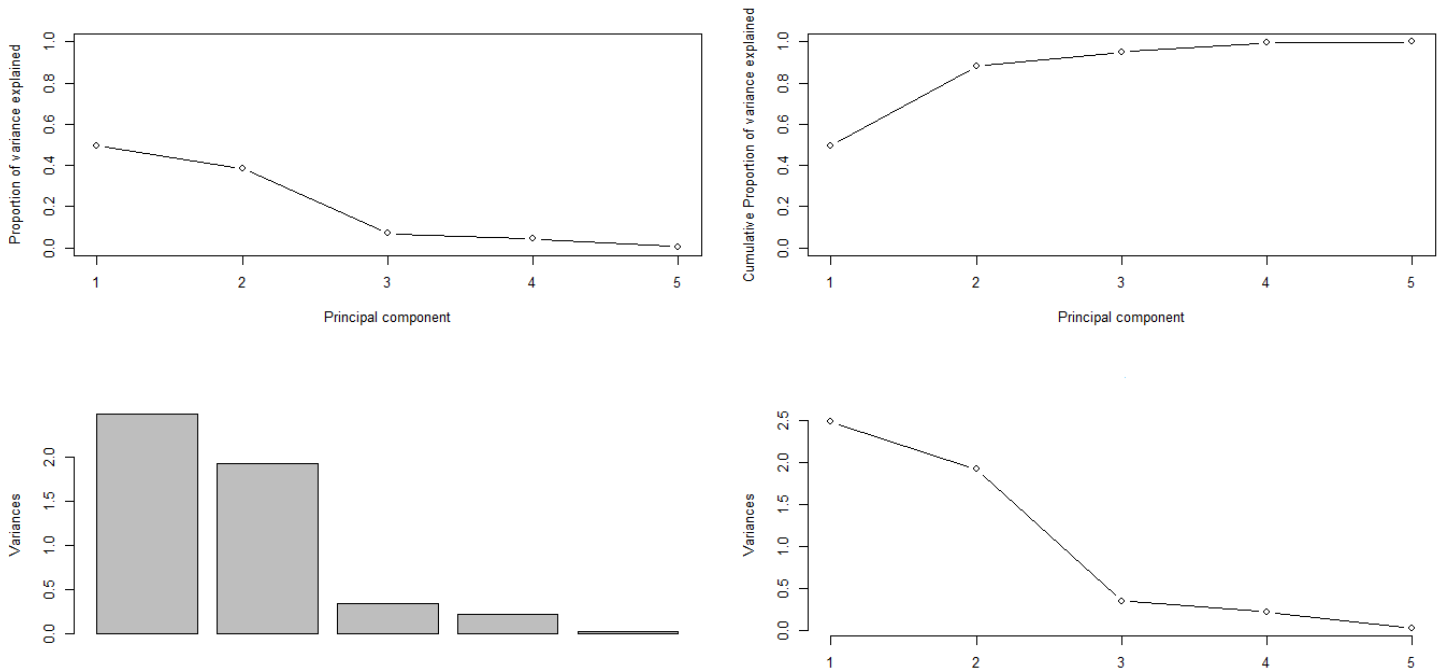 Proportion of variance explained
1.0
0.8
0.6
0.4
0.2
0.0
1 2 3 4 5
Principal component
Cumulative Proportion of variance explained
1.0
0.8
0.6
0.4
0.2
0.0
1 2 3 4 5
Principal component
Variances
2.0
1.5
1.0
0.5
0.0
Variances
2.5
2.0
1.5
1.0
0.5
0.0
1 2 3 4 5